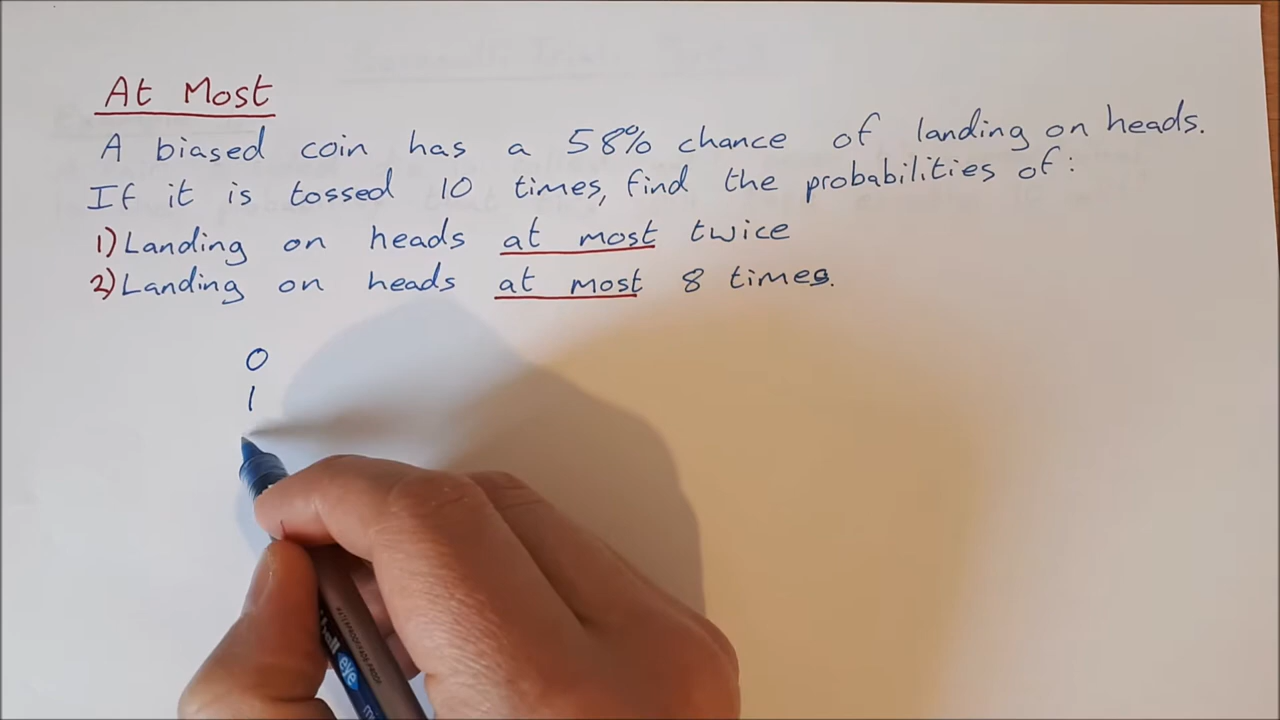 At Most
A biased coin has a 58% chance of landing on heads.
If it is tossed 10 times, find the probabilities of:
1) Landing on heads at most twice
2) Landing on heads at most 8 times.
0
1
eye